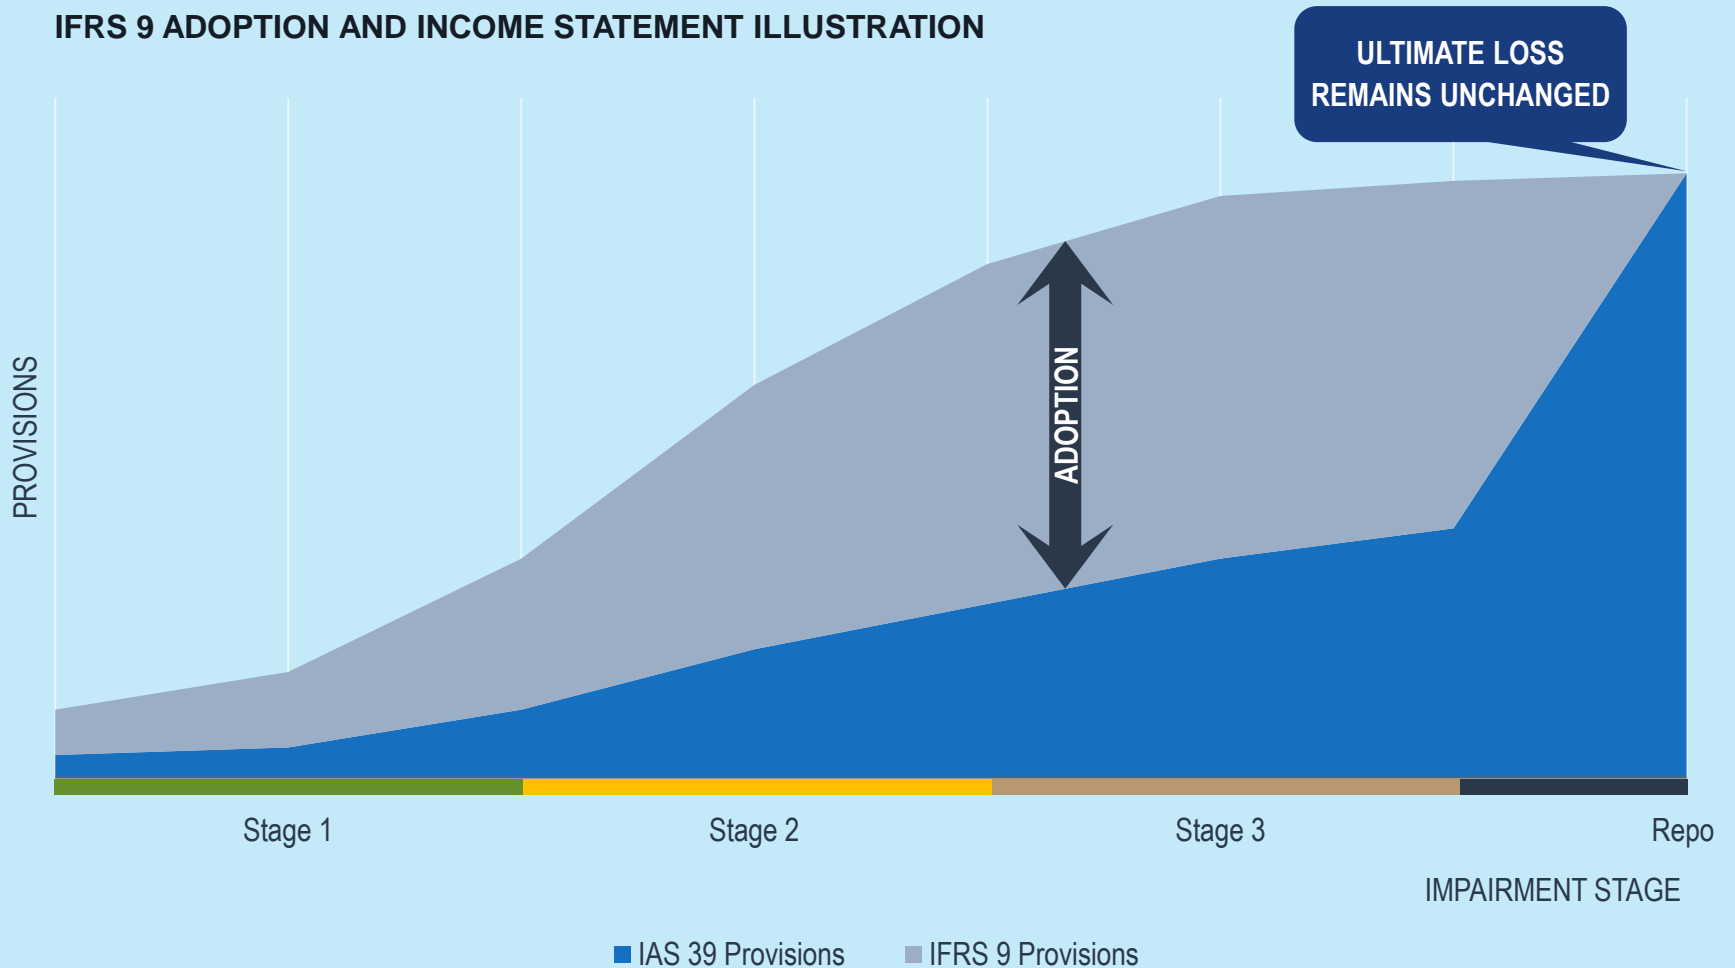 IFRS 9 ADOPTION AND INCOME STATEMENT ILLUSTRATION
ULTIMATE LOSS
REMAINS UNCHANGED
PROVISIONS
ADOPTION
Stage 1
Stage 2
Stage 3
Repo
IMPAIRMENT STAGE
IAS 39 Provisions
IFRS 9 Provisions